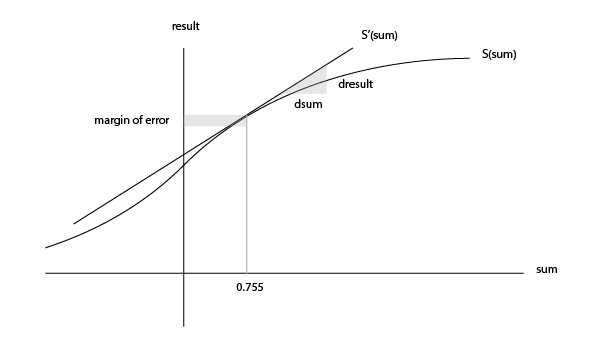 result
S'(sum)
S(sum)
dresult
dsum
margin of error
sum
0.755